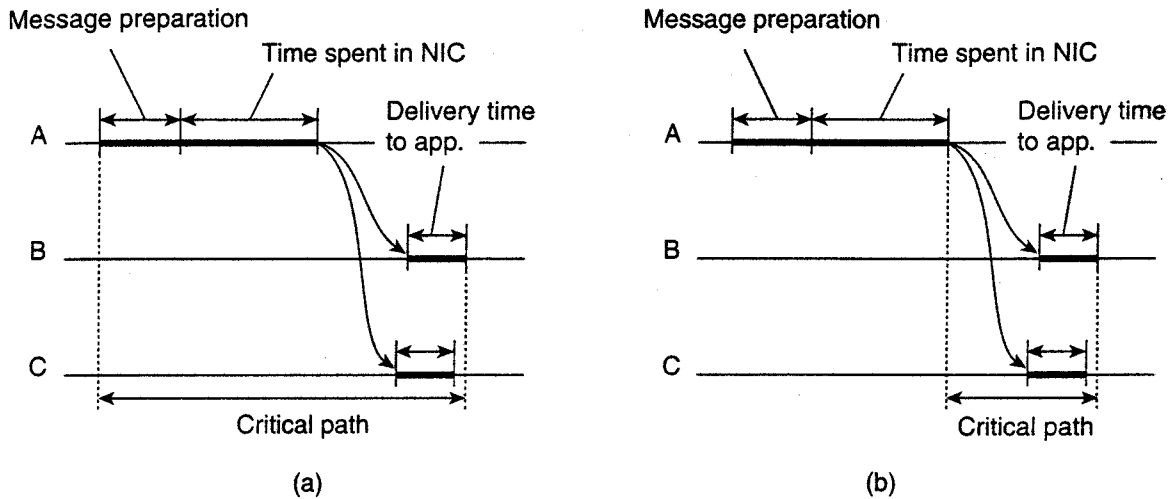 Message preparation
Time spent in NIC
Delivery time
to app.
A
B
C
Critical path
(a)
Message preparation
Time spent in NIC
Delivery time
to app.
A
B
C
Critical path
(b)